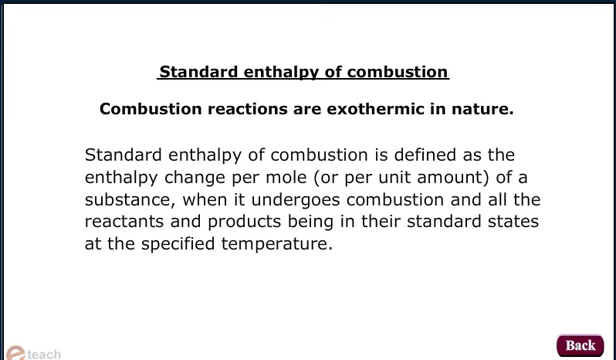 Standard enthalpy of combustion
Combustion reactions are exothermic in nature.
Standard enthalpy of combustion is defined as the
enthalpy change per mole (or per unit amount) of a
substance, when it undergoes combustion and all the
reactants and products being in their standard states
at the specified temperature.
e teach
Back